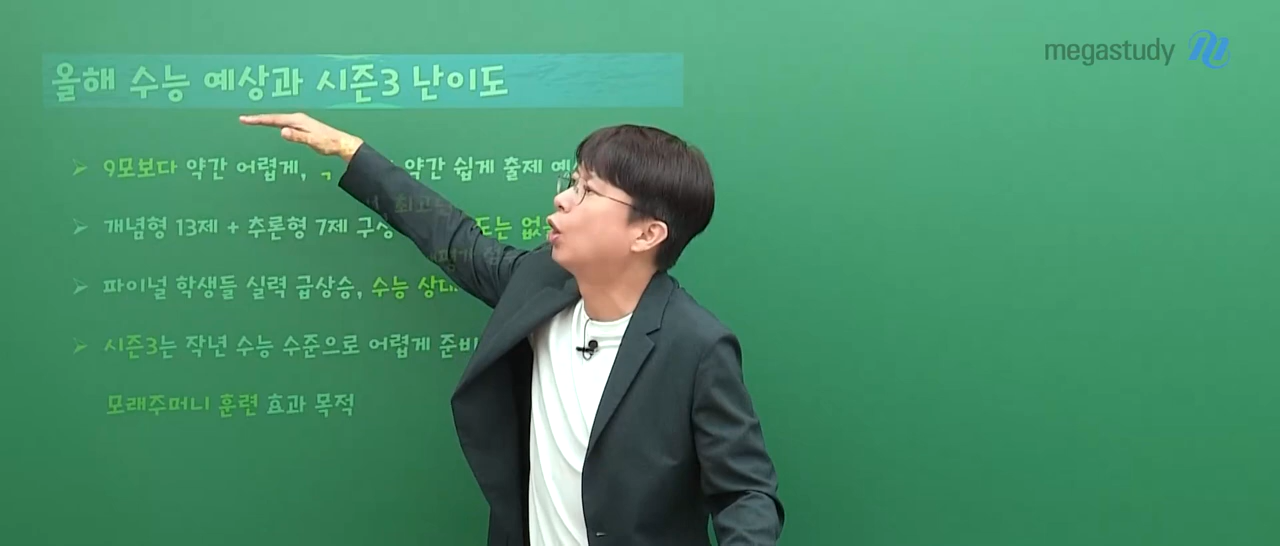 megastudy
올해 수능 예상과 시즌3 난이도
➤ 9모보다 약간 어렵게, 약간 쉽게 출제
➤ 개념형 13제 + 추론형 7제
➤ 파이널 학생들 실력 급상승, 수능
➤ 시즌3는 작년 수능 수준으로 어렵게
모래주머니 훈련 효과 목적